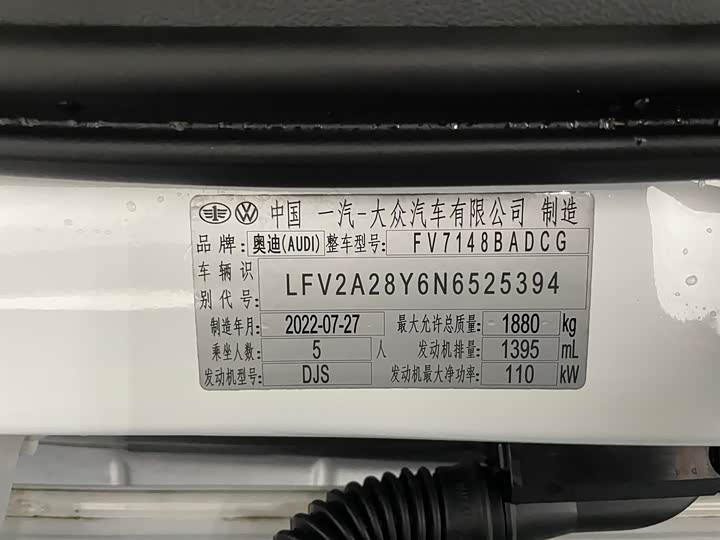 中国 一汽-大众汽车有限公司 制造
品牌: 奥迪(AUDI) 整车型号: FV7148BADCG
车辆识别代号: LFV2A28Y6N6525394
制造年月: 2022-07-27 最大允许总质量: 1880 kg
乘坐人数: 5 人 发动机排量: 1395 mL
发动机型号: DJS 发动机最大净功率: 110 kW